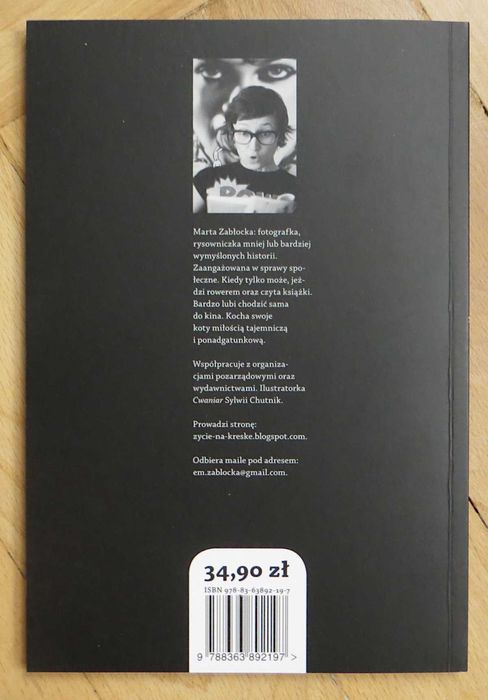 Marta Zabłocka: fotografka,
rysowniczka mniej lub bardziej
wymyślonych historii.
Zaangażowana w sprawy spo-
łeczne. Kiedy tylko może, jeź-
dzi rowerem oraz czyta książki.
Bardzo lubi chodzić sama
do kina. Kocha swoje
koty miłością tajemniczą
i ponadgatunkową.
Współpracuje z organiza-
cjami pozarządowymi oraz
wydawnictwami. Ilustratorka
Cwaniar Sylwii Chutnik.
Prowadzi stronę:
zycie-na-kreske.blogspot.com.
Odbiera maile pod adresem:
em.zablocka@gmail.com.
34,90 zł
ISBN 978-83-63892-19-7
9 788363 892197 >